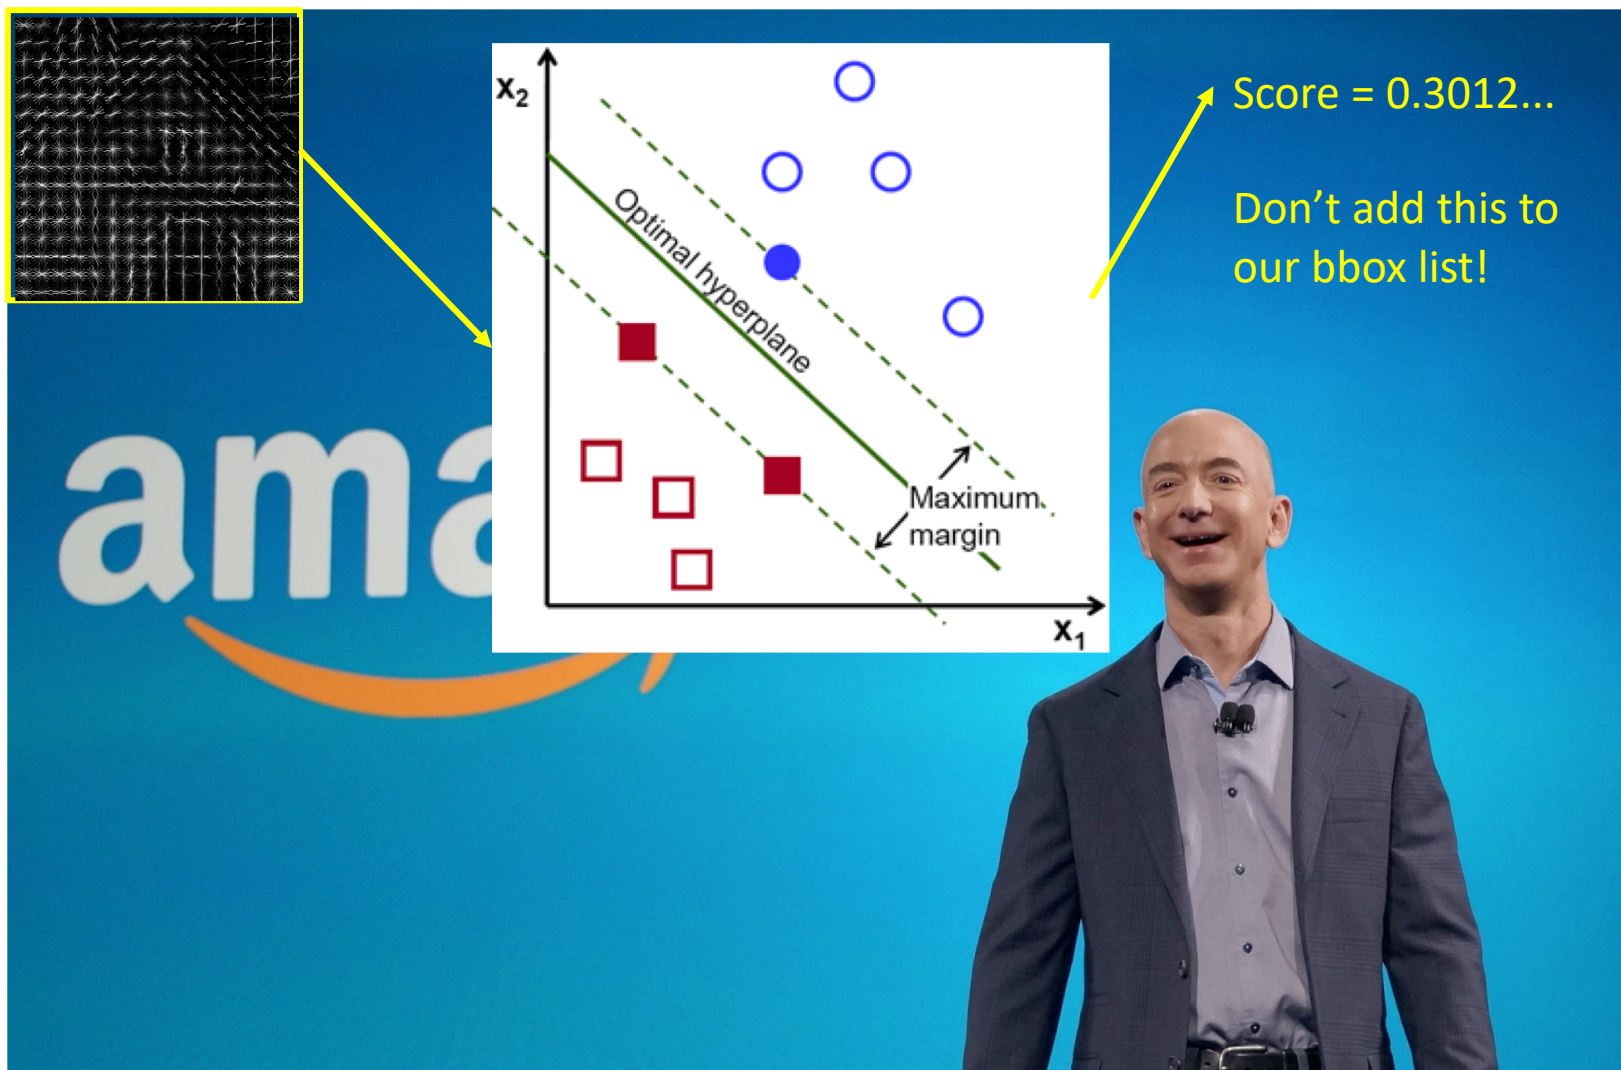 x₂
Optimal hyperplane
Maximum
margin
x₁
Score = 0.3012...
Don’t add this to
our bbox list!
ama